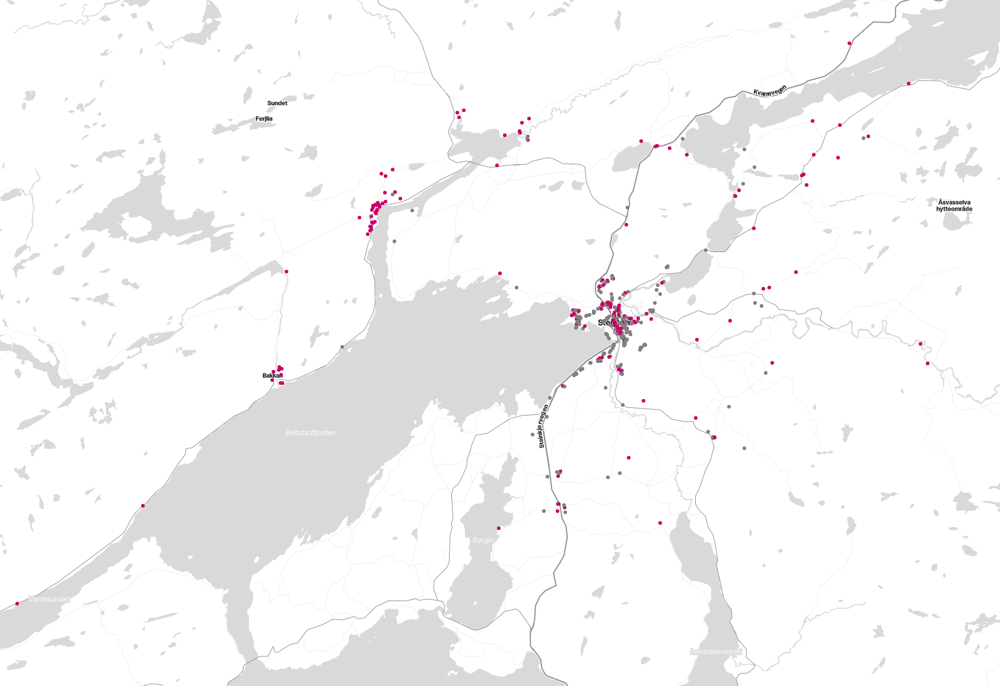 Kvamsvegen
Sundet
Ferjlia
Åsvasselva
hytteområde
Bakkan
Steinkjervegen
Beitstadfjorden
Børgin
Verrasundet
Leksdalsvatnet